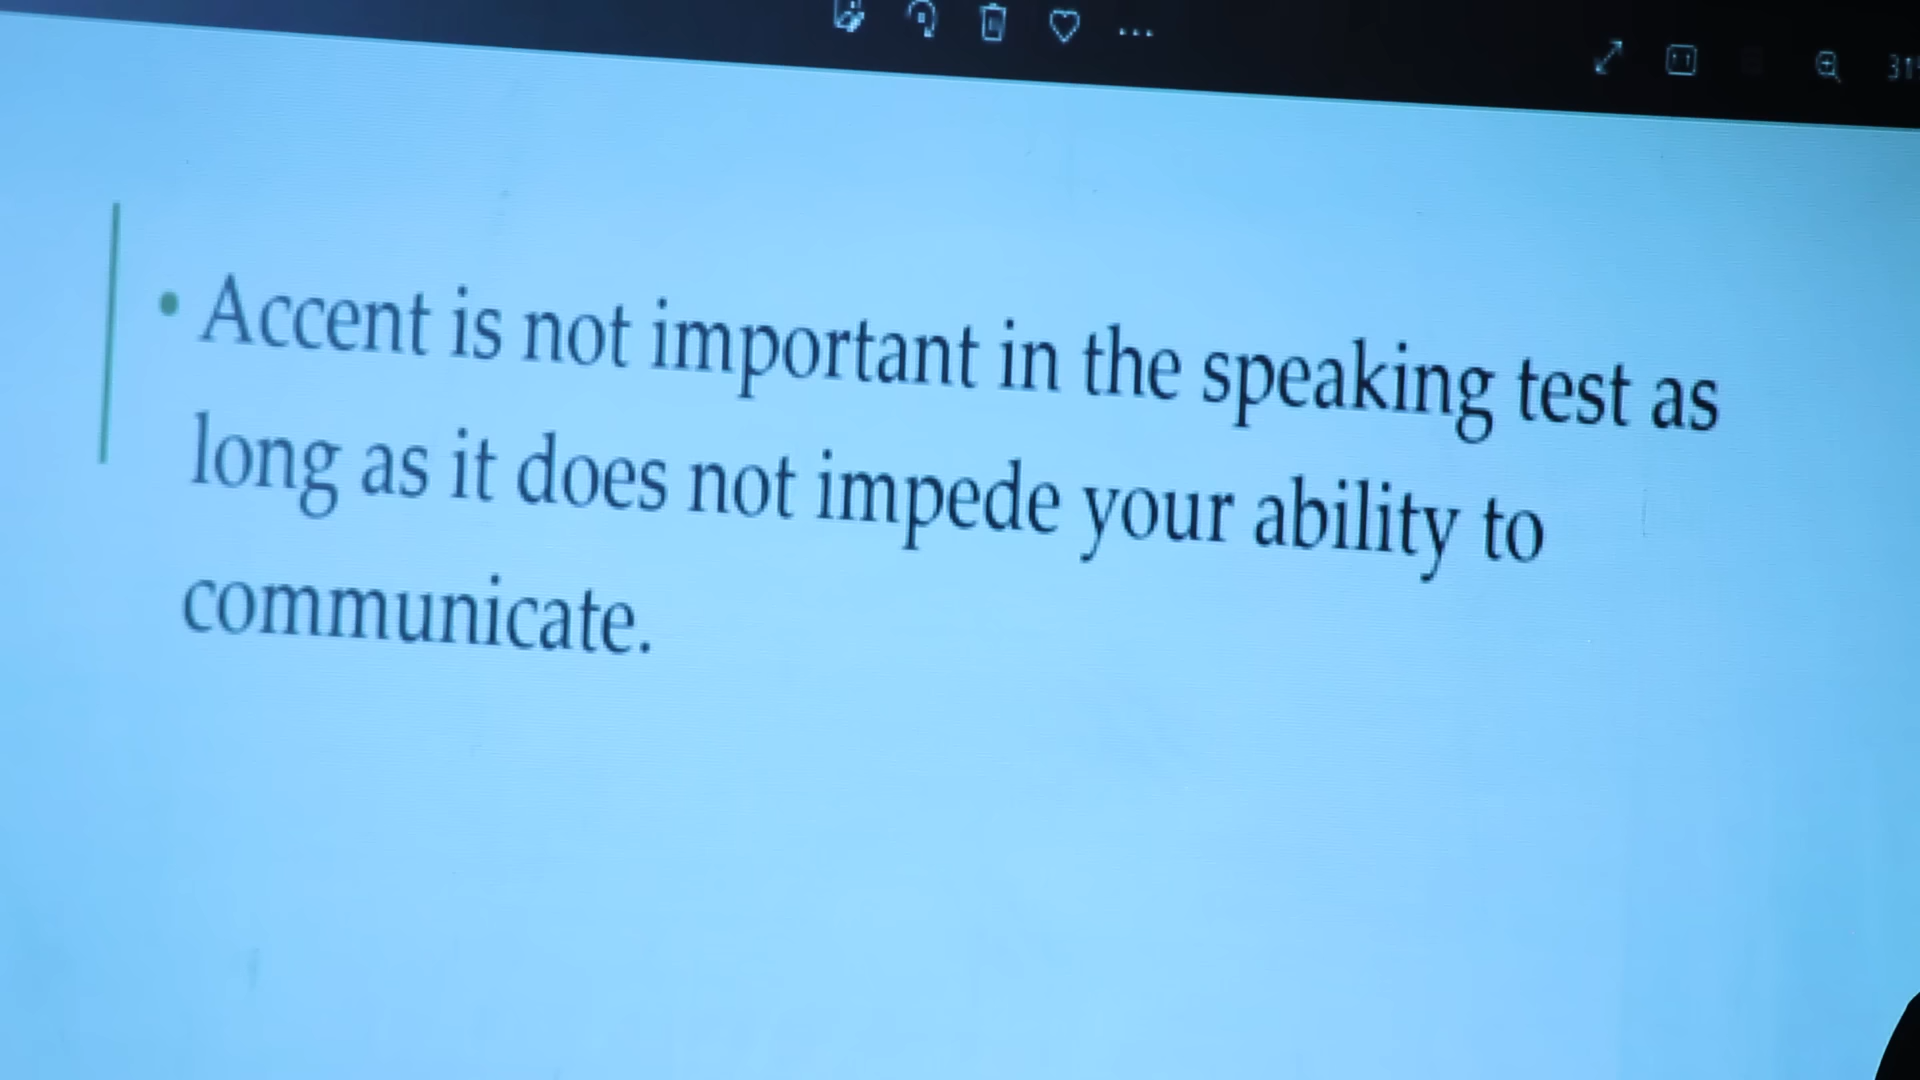 • Accent is not important in the speaking test as
long as it does not impede your ability to
communicate.